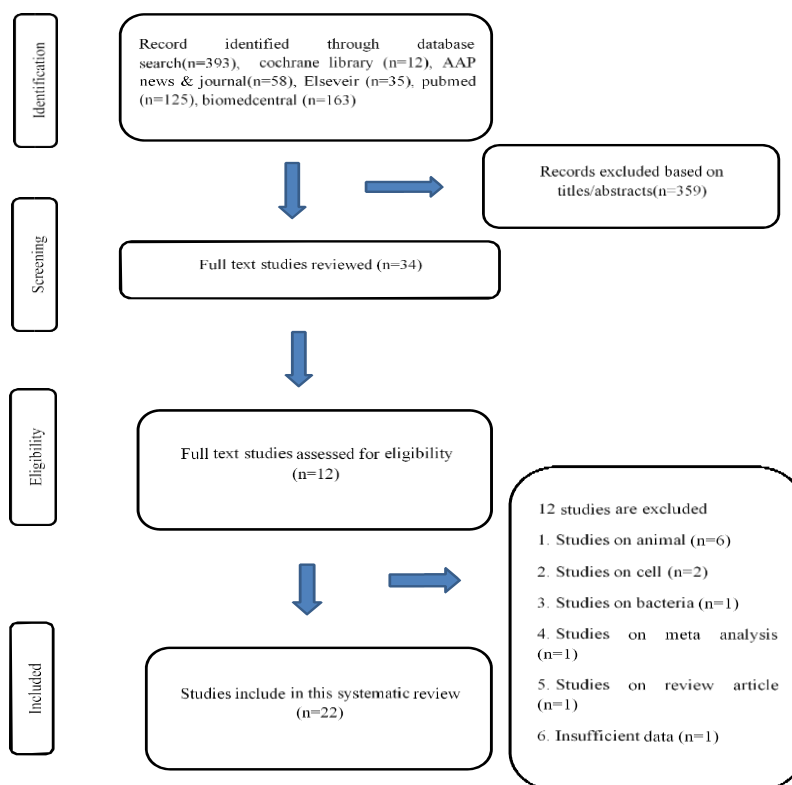 Identification
Record identified through database
search(n=393), cochrane library (n=12), AAP
news & journal(n=58), Elseveir (n=35), pubmed
(n=125), biomedcentral (n=163)
Records excluded based on
titles/abstracts(n=359)
Screening
Full text studies reviewed (n=34)
Eligibility
Full text studies assessed for eligibility
(n=12)
12 studies are excluded
1. Studies on animal (n=6)
2. Studies on cell (n=2)
3. Studies on bacteria (n=1)
4. Studies on meta analysis
(n=1)
5. Studies on review article
(n=1)
6. Insufficient data (n=1)
Included
Studies include in this systematic review
(n=22)